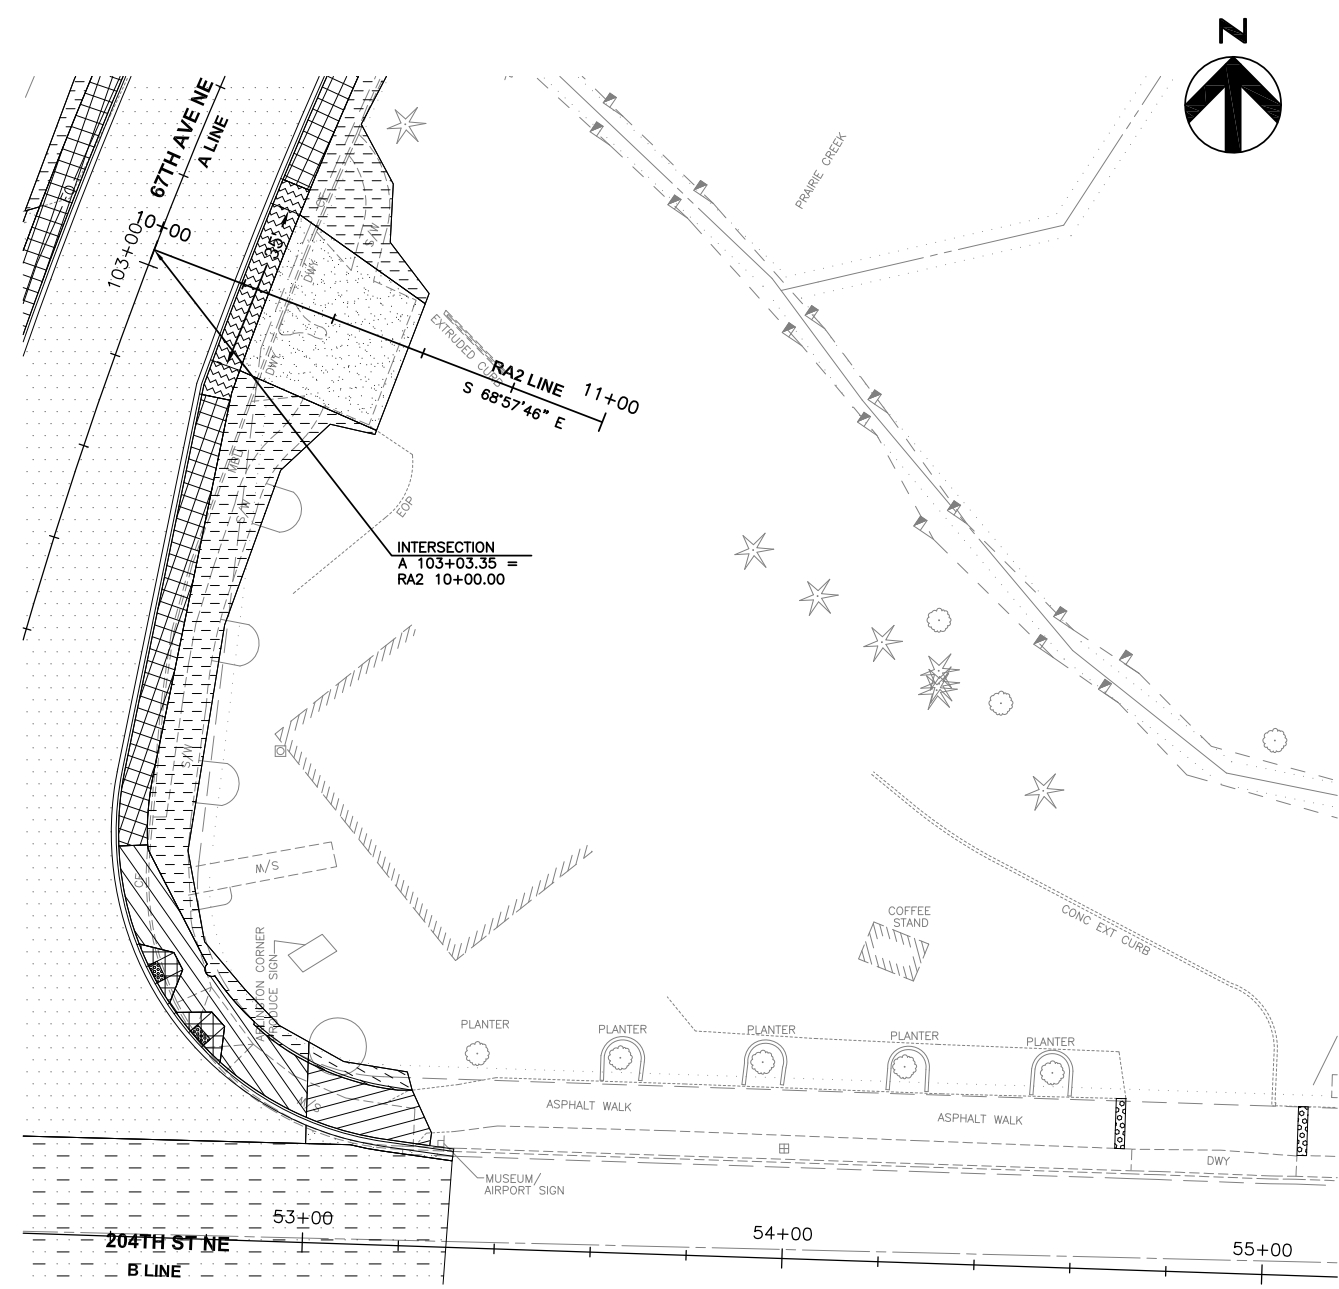 N
67TH AVE NE
A LINE
PRAIRIE CREEK
10+00
103+00
35'
S/W
DWY
EXTRUDED CURB
DWY
RA2 LINE
11+00
S 68°57'46" E
MBL
S/W
EOP
INTERSECTION
A 103+03.35 =
RA2 10+00.00
S/W
M/S
COFFEE
STAND
CONC EXT CURB
ARLINGTON CORNER
PRODUCE SIGN
PLANTER
PLANTER
PLANTER
PLANTER
PLANTER
M/S
ASPHALT WALK
ASPHALT WALK
DWY
MUSEUM/
AIRPORT SIGN
53+00
54+00
55+00
204TH ST NE
B LINE